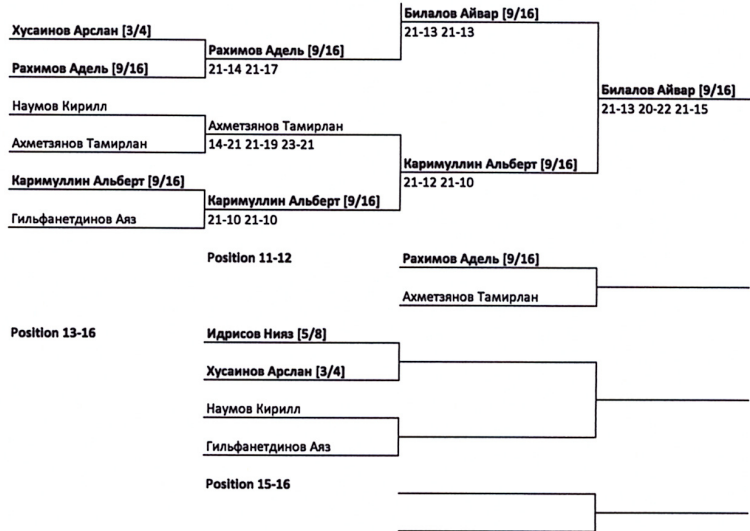 Билалов Айвар [9/16]
21-13 21-13
Хусаинов Арслан [3/4]
Рахимов Адель [9/16]
21-14 21-17
Рахимов Адель [9/16]
Билалов Айвар [9/16]
21-13 20-22 21-15
Наумов Кирилл
Ахметзянов Тамирлан
14-21 21-19 23-21
Ахметзянов Тамирлан
Каримуллин Альберт [9/16]
21-12 21-10
Каримуллин Альберт [9/16]
Каримуллин Альберт [9/16]
21-10 21-10
Гильфанетдинов Аяз
Position 11-12
Рахимов Адель [9/16]
Ахметзянов Тамирлан
Position 13-16
Идрисов Нияз [5/8]
Хусаинов Арслан [3/4]
Наумов Кирилл
Гильфанетдинов Аяз
Position 15-16